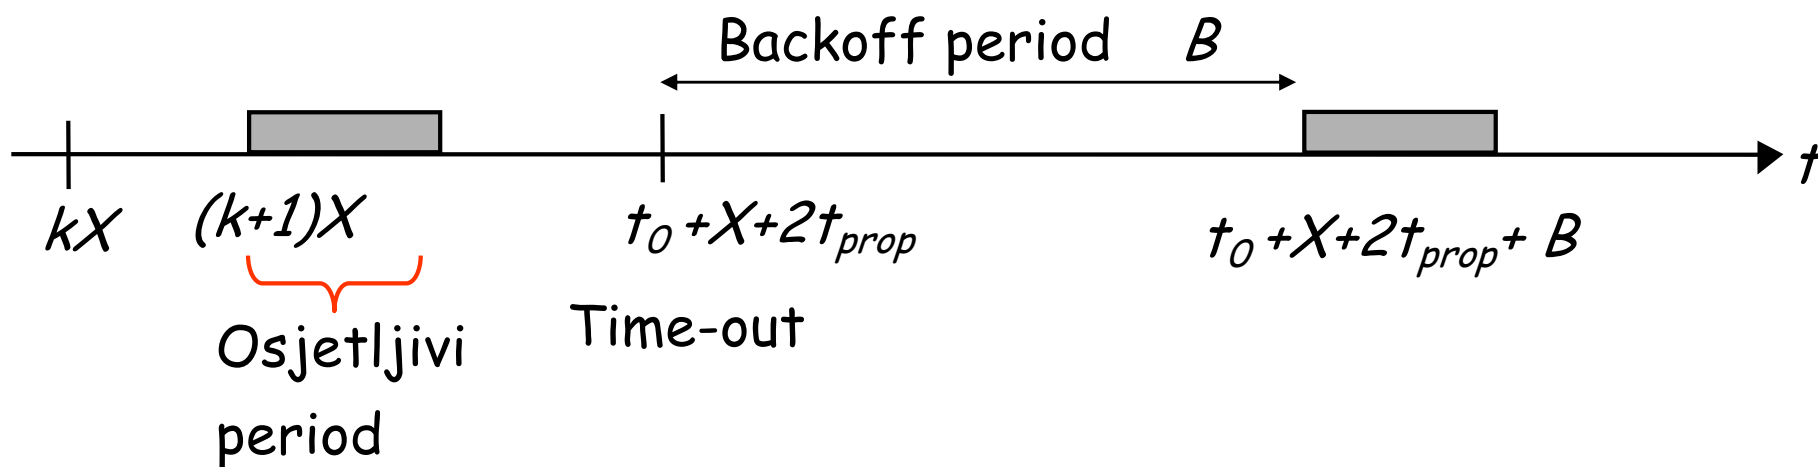 Backoff period B
t
kX (k+1)X t0 +X+2tprop t0 +X+2tprop+ B
Osjetljivi
period
Time-out